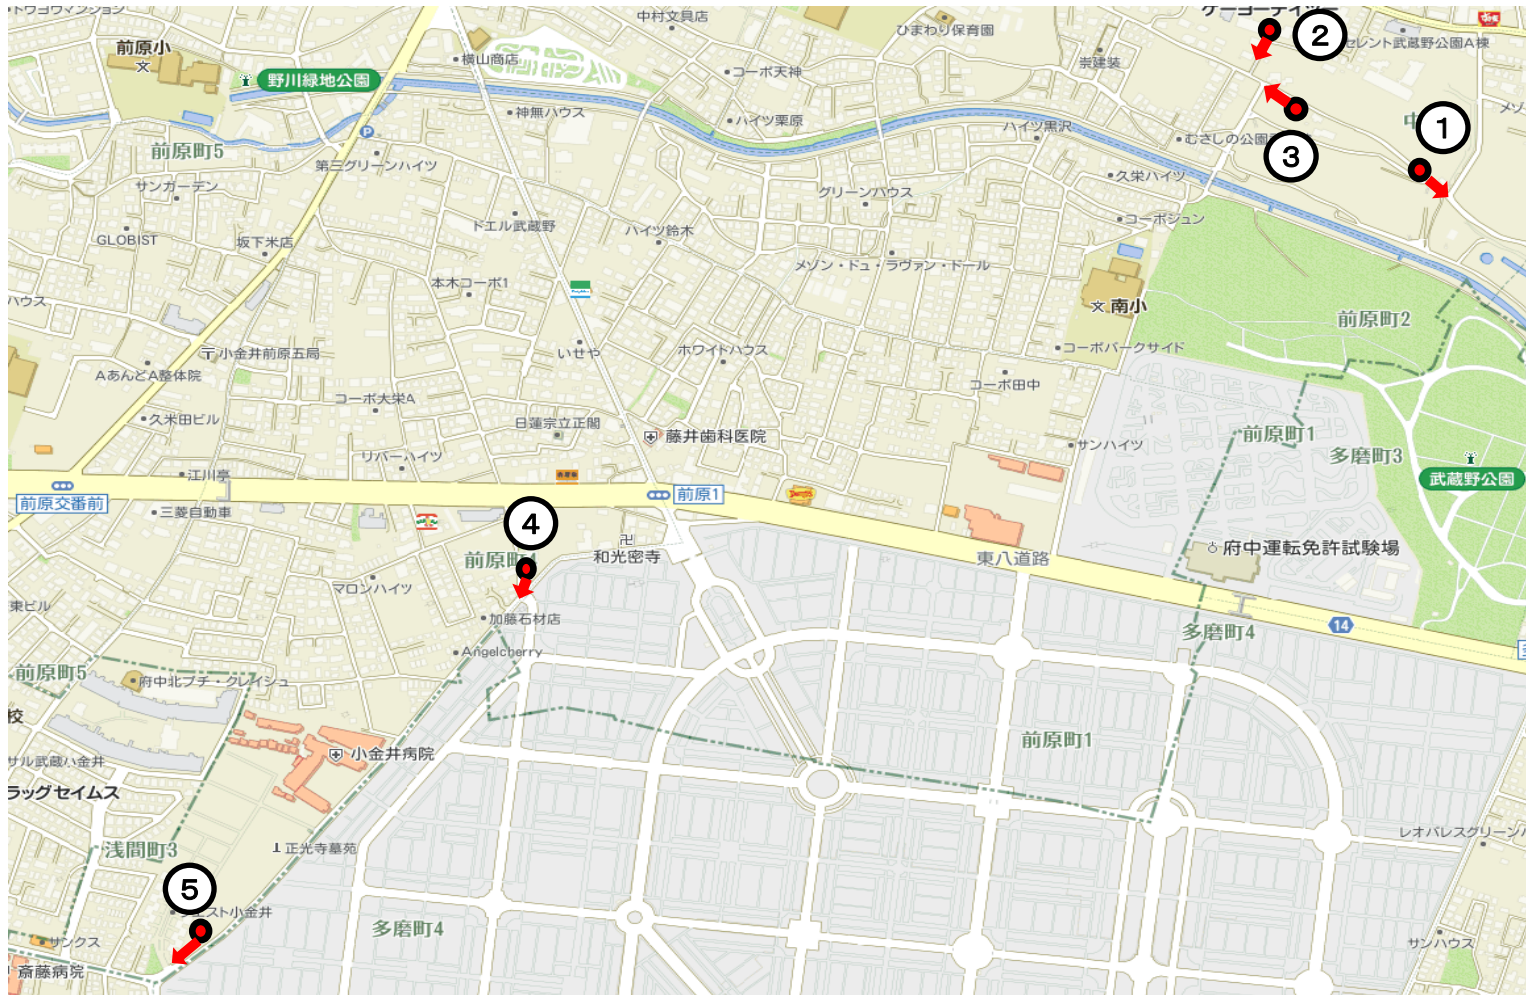 トウヨウマンション
中村文具店
ひまわり保育園
ケーヨーデイツー
②
セレント武蔵野公園A棟
前原小
横山商店
コーポ天神
崇建装
野川緑地公園
神無ハウス
ハイツ栗原
ハイツ黒沢
むさしの公園
③
中
①
メゾ
P
前原町5
第三グリーンハイツ
サンガーデン
グリーンハウス
久栄ハイツ
コーポシュン
GLOBIST
坂下米店
ドエル武蔵野
ハイツ鈴木
メゾン・ドュ・ラヴァン・ドール
本木コーポ1
ハウス
南小
前原町2
小金井前原五局
いせや
ホワイトハウス
コーポパークサイド
Aあんどん整体院
コーポ大栄A
コーポ田中
久米田ビル
日蓮宗立正閣
藤井歯科医院
サンハイツ
前原町1
多磨町3
リバーハイツ
江川亭
武蔵野公園
前原交番前
三菱自動車
前原1
④
前原町4
和光密寺
東八道路
府中運転免許試験場
マロンハイツ
東ビル
加藤石材店
14
多磨町4
Angelcherry
前原町5
府中北プチ・クレイシュ
校
小金井病院
前原町1
サル武蔵小金井
ラッグセイムス
浅間町3
正光寺墓苑
レオパレスグリーン
⑤
エスト小金井
多磨町4
サンクス
サンハウス
斎藤病院